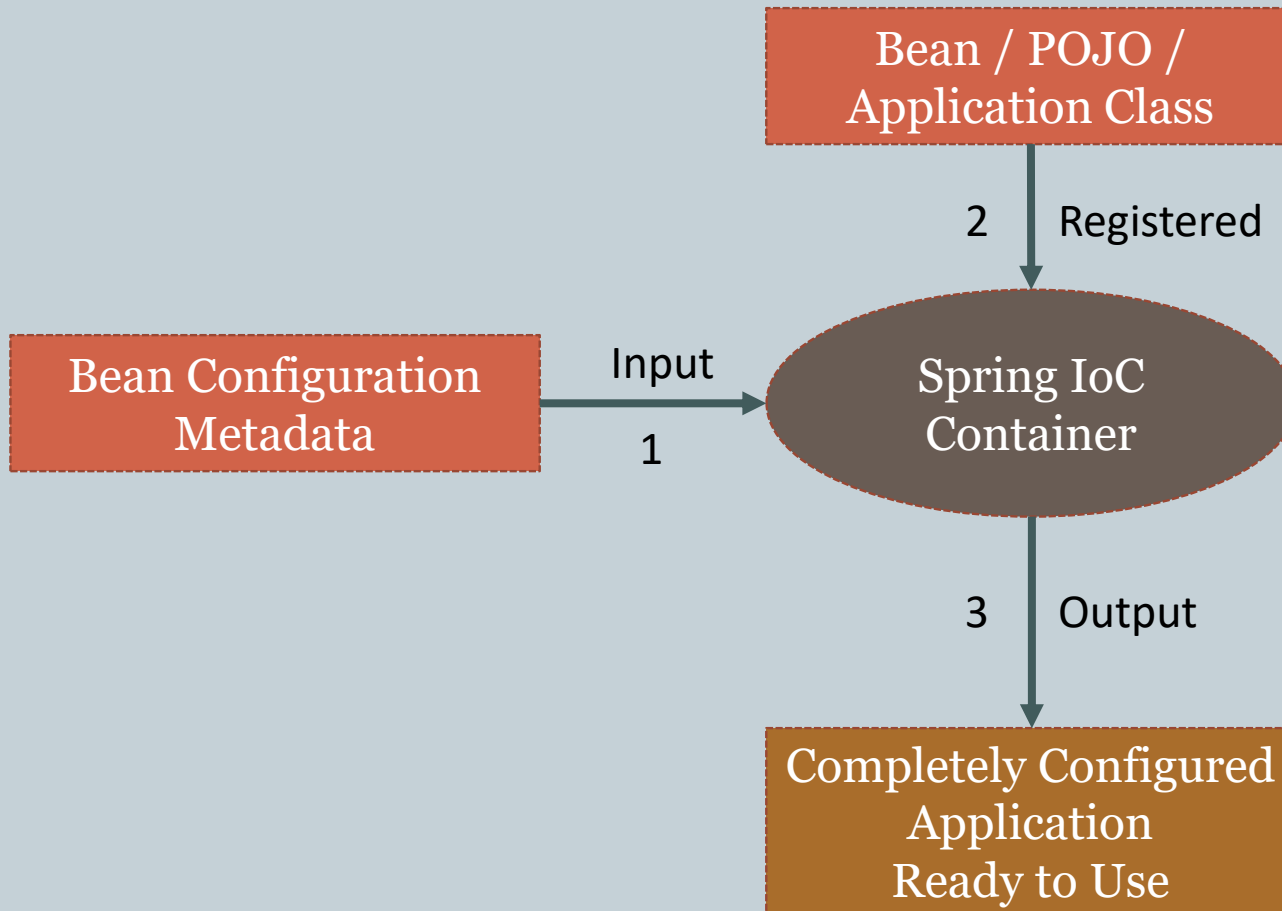 Bean / POJO /
Application Class
2 Registered
Bean Configuration
Metadata
Input
1
Spring IoC
Container
3 Output
Completely Configured
Application
Ready to Use